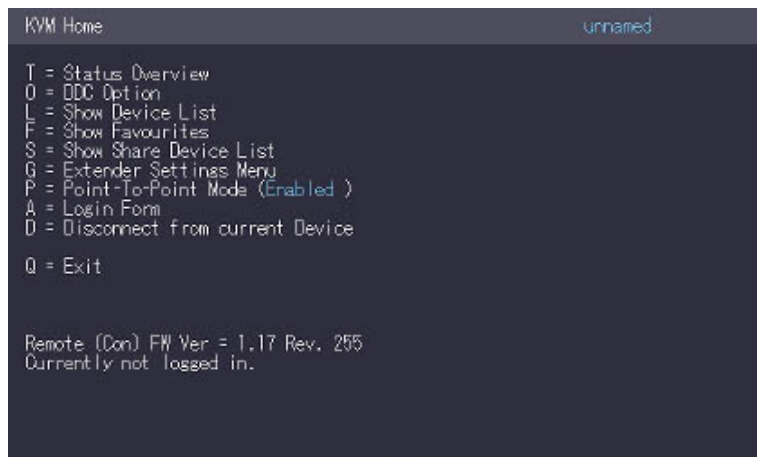 KVM Home unnamed
T = Status Overview
O = DDC Option
L = Show Device List
F = Show Favourites
S = Show Share Device List
G = Extender Settings Menu
P = Point-To-Point Mode (Enabled )
A = Login Form
D = Disconnect from current Device
Q = Exit
Remote (Con) FW Ver = 1.17 Rev. 255
Currently not logged in.